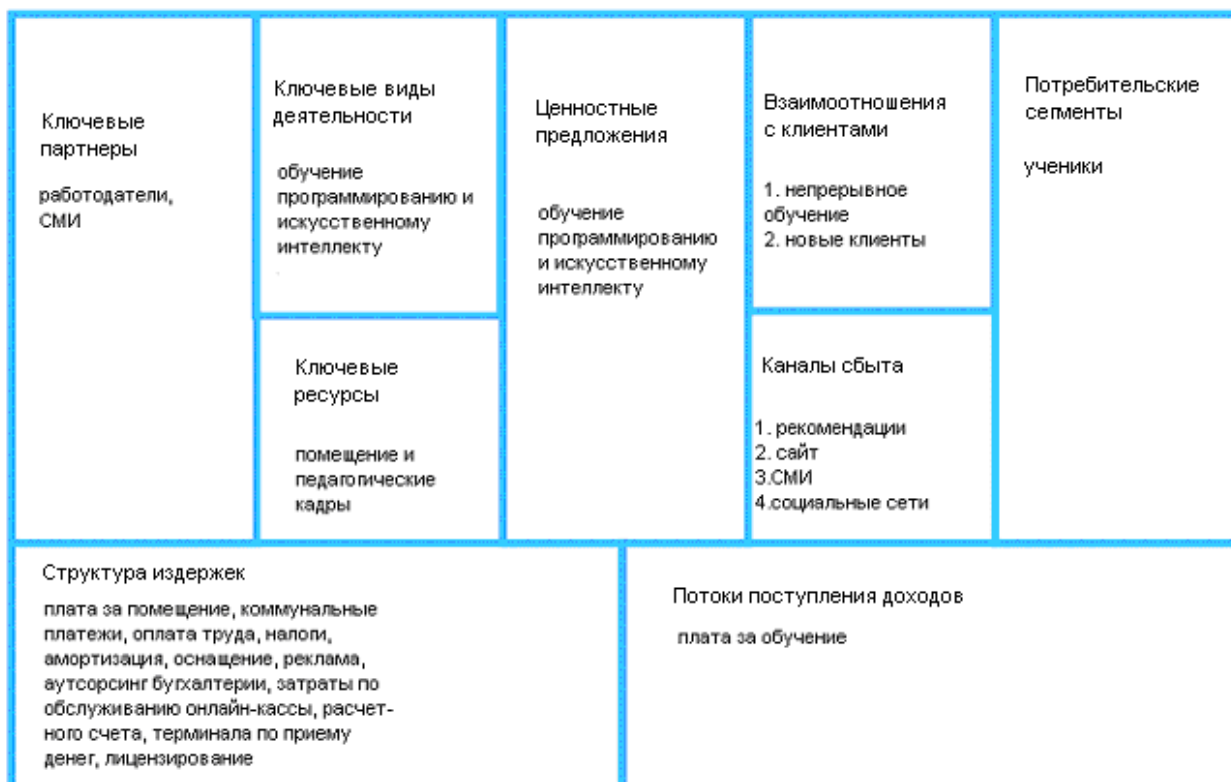 Ключевые
партнеры
работодатели,
СМИ
Ключевые виды
деятельности
обучение
программированию и
искусственному
интеллекту
Ключевые
ресурсы
помещение и
педагогические
кадры
Ценностные
предложения
обучение
программированию
и искусственному
интеллекту
Взаимоотношения
с клиентами
1. непрерывное
обучение
2. новые клиенты
Каналы сбыта
1. рекомендации
2. сайт
3.СМИ
4.социальные сети
Потребительские
сегменты
ученики
Структура издержек
плата за помещение, коммунальные
платежи, оплата труда, налоги,
амортизация, оснащение, реклама,
аутсорсинг бугхалтерии, затраты по
обслуживанию онлайн-кассы, расчет-
ного счета, терминала по приему
денег, лицензирование
Потоки поступления доходов
плата за обучение